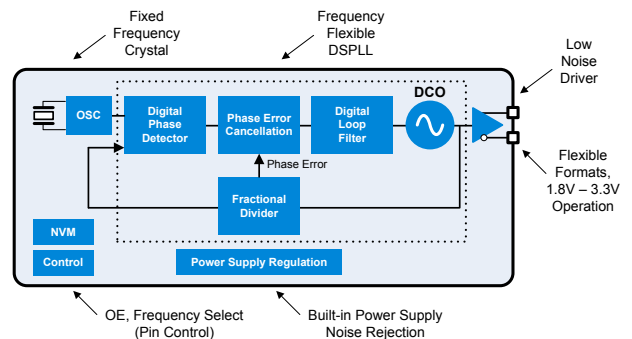 Fixed
Frequency
Crystal
Frequency
Flexible
DSPLL
Low
Noise
Driver
OSC
Digital
Phase
Detector
Phase Error
Cancellation
Digital
Loop
Filter
DCO
Phase Error
Fractional
Divider
Flexible
Formats,
1.8V – 3.3V
Operation
NVM
Control
Power Supply Regulation
OE, Frequency Select
(Pin Control)
Built-in Power Supply
Noise Rejection